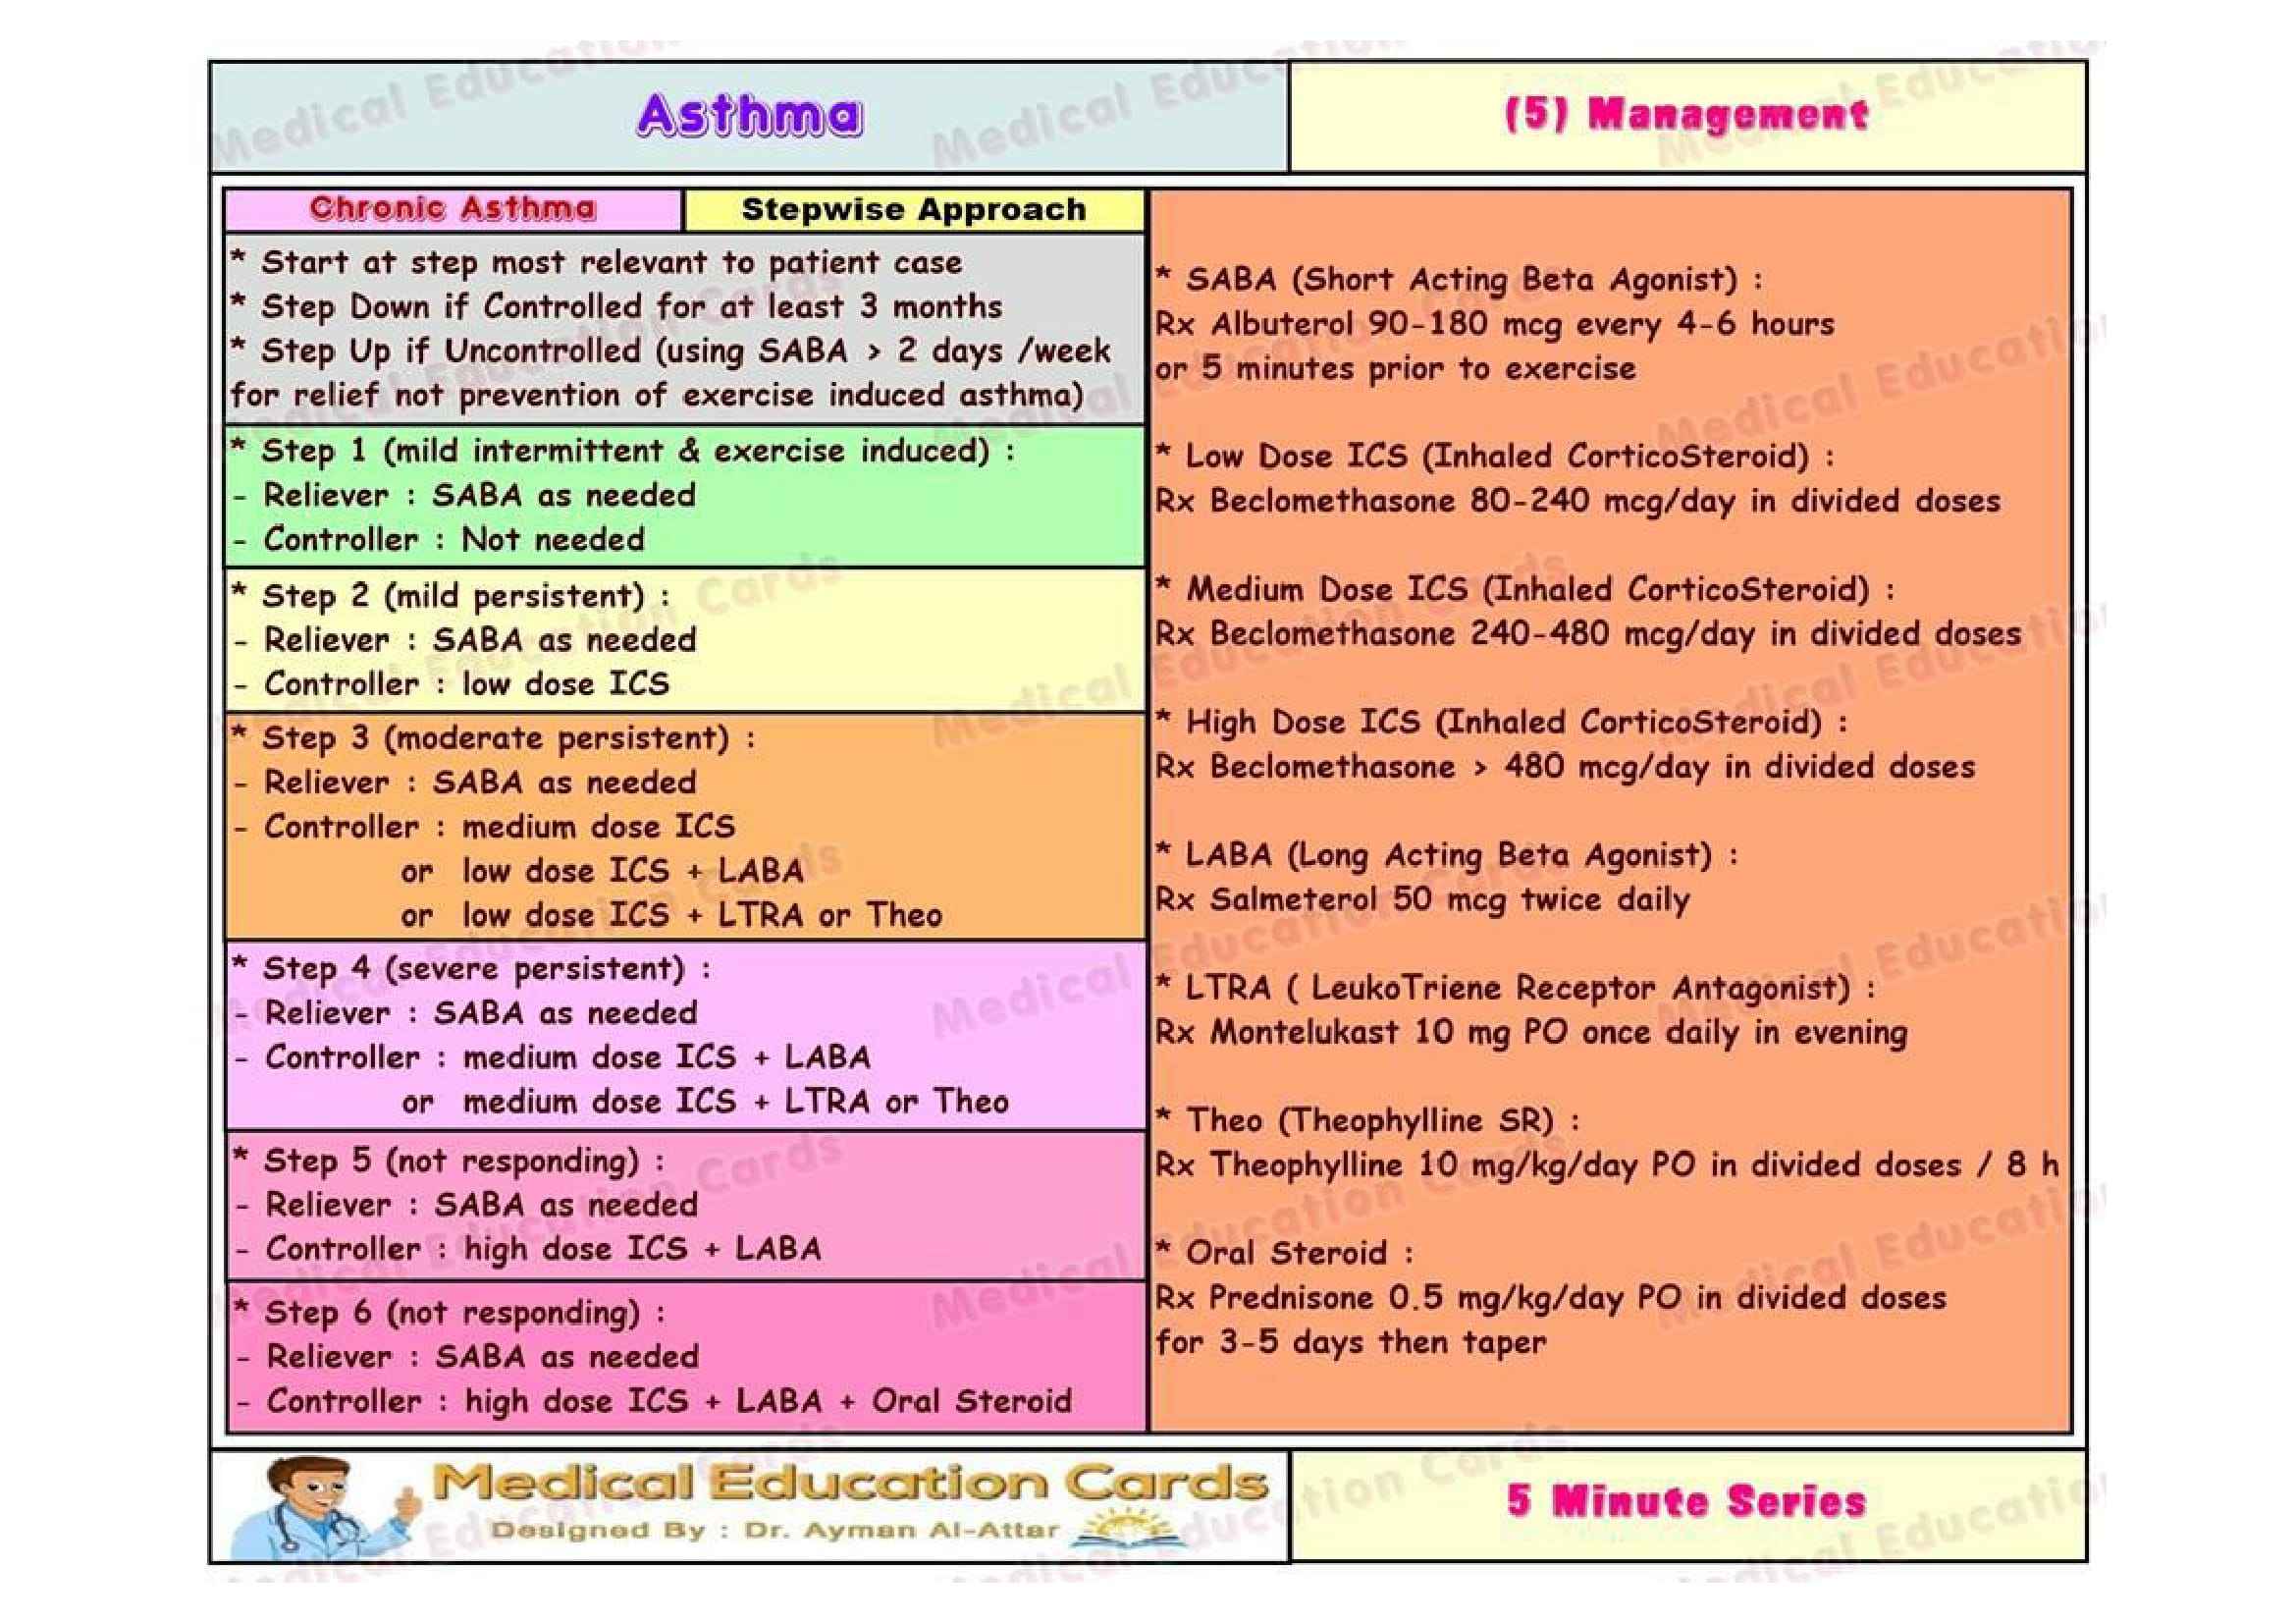 Asthma
(5) Management
Chronic Asthma
Stepwise Approach
* Start at step most relevant to patient case
* Step Down if Controlled for at least 3 months
* Step Up if Uncontrolled (using SABA > 2 days /week
for relief not prevention of exercise induced asthma)
* Step 1 (mild intermittent & exercise induced) :
- Reliever : SABA as needed
- Controller : Not needed
* Step 2 (mild persistent) :
- Reliever : SABA as needed
- Controller : low dose ICS
* Step 3 (moderate persistent) :
- Reliever : SABA as needed
- Controller : medium dose ICS
or low dose ICS + LABA
or low dose ICS + LTRA or Theo
* Step 4 (severe persistent) :
- Reliever : SABA as needed
- Controller : medium dose ICS + LABA
or medium dose ICS + LTRA or Theo
* Step 5 (not responding) :
- Reliever : SABA as needed
- Controller : high dose ICS + LABA
* Step 6 (not responding) :
- Reliever : SABA as needed
- Controller : high dose ICS + LABA + Oral Steroid
* SABA (Short Acting Beta Agonist) :
Rx Albuterol 90-180 mcg every 4-6 hours
or 5 minutes prior to exercise
* Low Dose ICS (Inhaled CorticoSteroid) :
Rx Beclomethasone 80-240 mcg/day in divided doses
* Medium Dose ICS (Inhaled CorticoSteroid) :
Rx Beclomethasone 240-480 mcg/day in divided doses
* High Dose ICS (Inhaled CorticoSteroid) :
Rx Beclomethasone > 480 mcg/day in divided doses
* LABA (Long Acting Beta Agonist) :
Rx Salmeterol 50 mcg twice daily
* LTRA ( LeukoTriene Receptor Antagonist) :
Rx Montelukast 10 mg PO once daily in evening
* Theo (Theophylline SR) :
Rx Theophylline 10 mg/kg/day PO in divided doses / 8 h
* Oral Steroid :
Rx Prednisone 0.5 mg/kg/day PO in divided doses
for 3-5 days then taper
Medical Education Cards
Designed By : Dr. Ayman Al-Attar
5 Minute Series